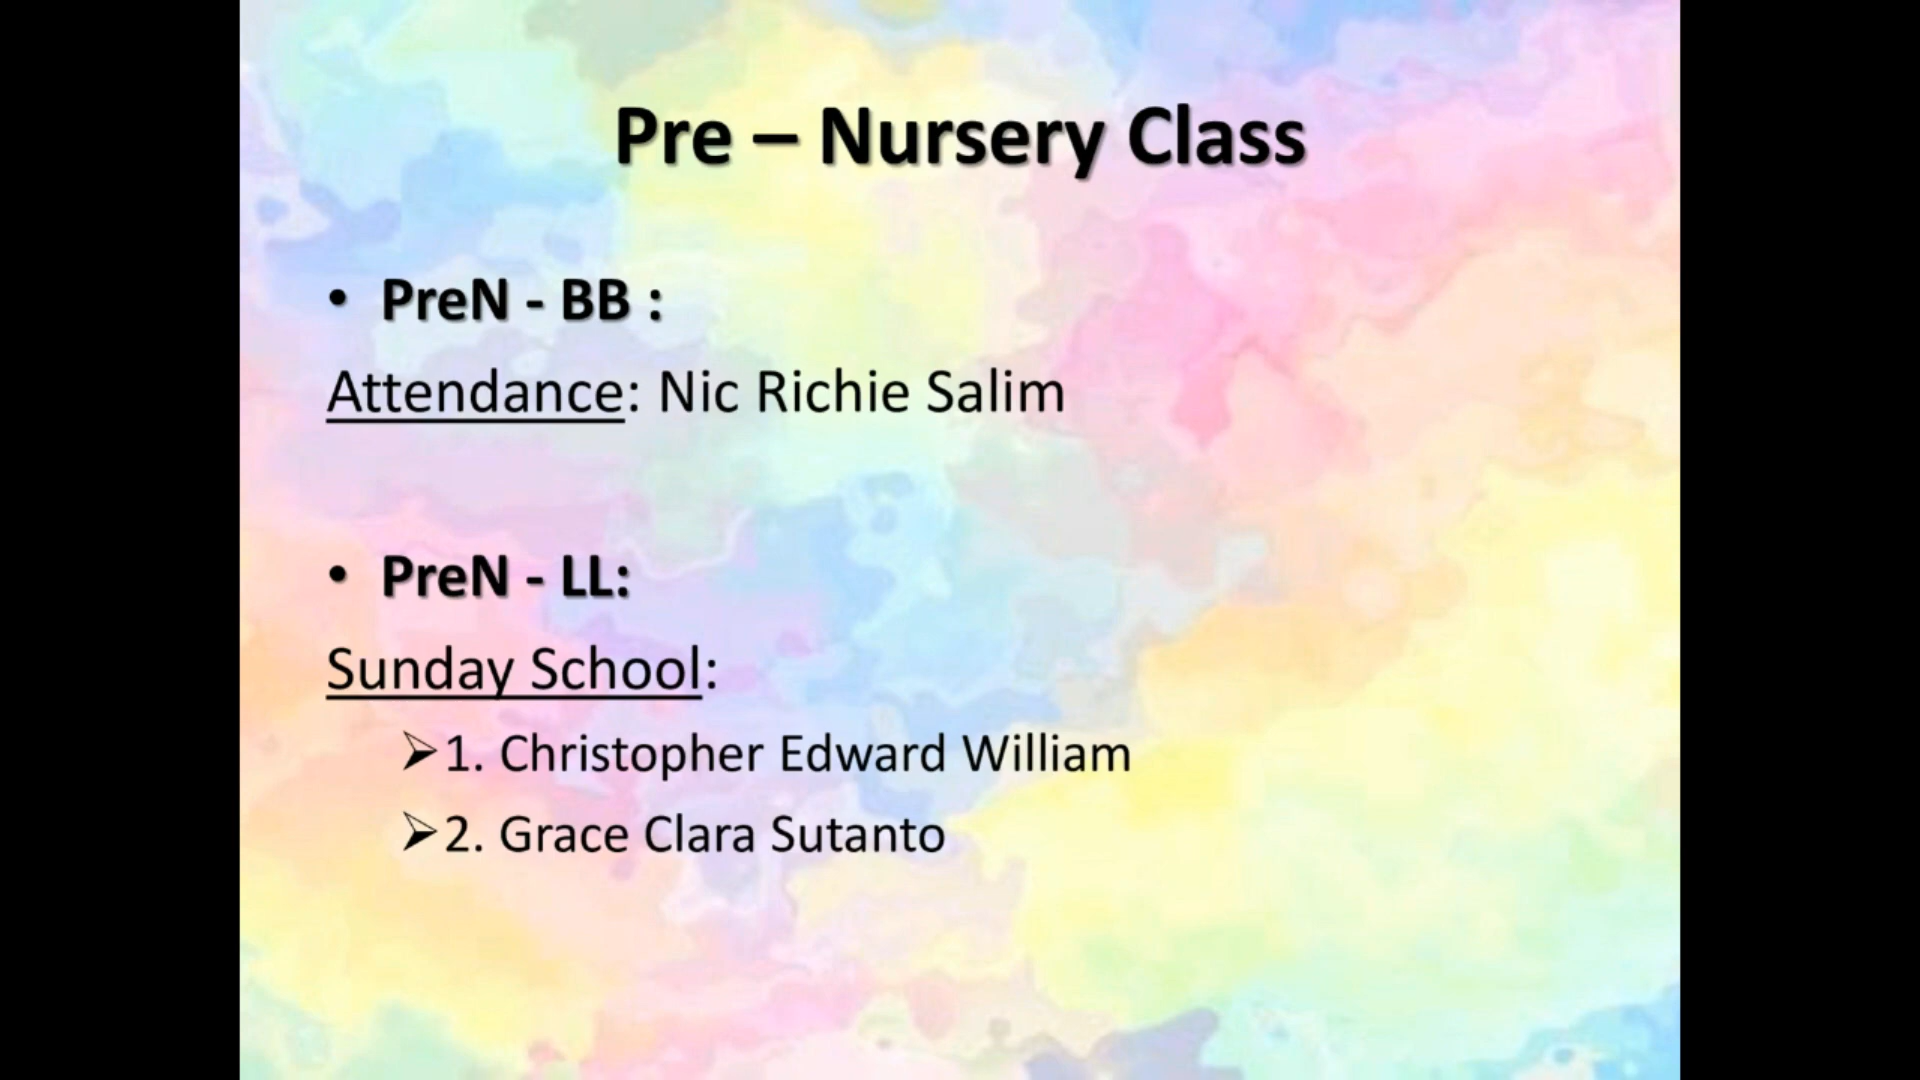 Pre – Nursery Class
• PreN - BB :
Attendance: Nic Richie Salim
• PreN - LL:
Sunday School:
➢1. Christopher Edward William
➢2. Grace Clara Sutanto